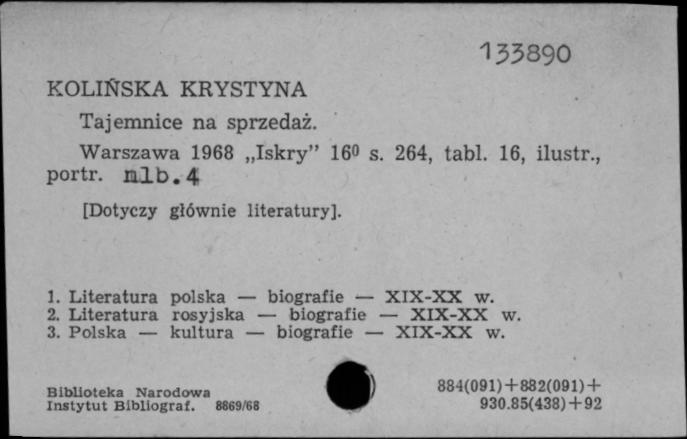 133890
KOLIŃSKA KRYSTYNA
Tajemnice na sprzedaż.
Warszawa 1968 „Iskry” 16⁰ s. 264, tabl. 16, ilustr.,
portr. nlb. 4
[Dotyczy głównie literatury].
1. Literatura polska — biografie — XIX-XX w.
2. Literatura rosyjska — biografie — XIX-XX w.
3. Polska — kultura — biografie — XIX-XX w.
Biblioteka Narodowa
Instytut Bibliograf. 8869/68
884(091)+882(091)+
930.85(438)+92